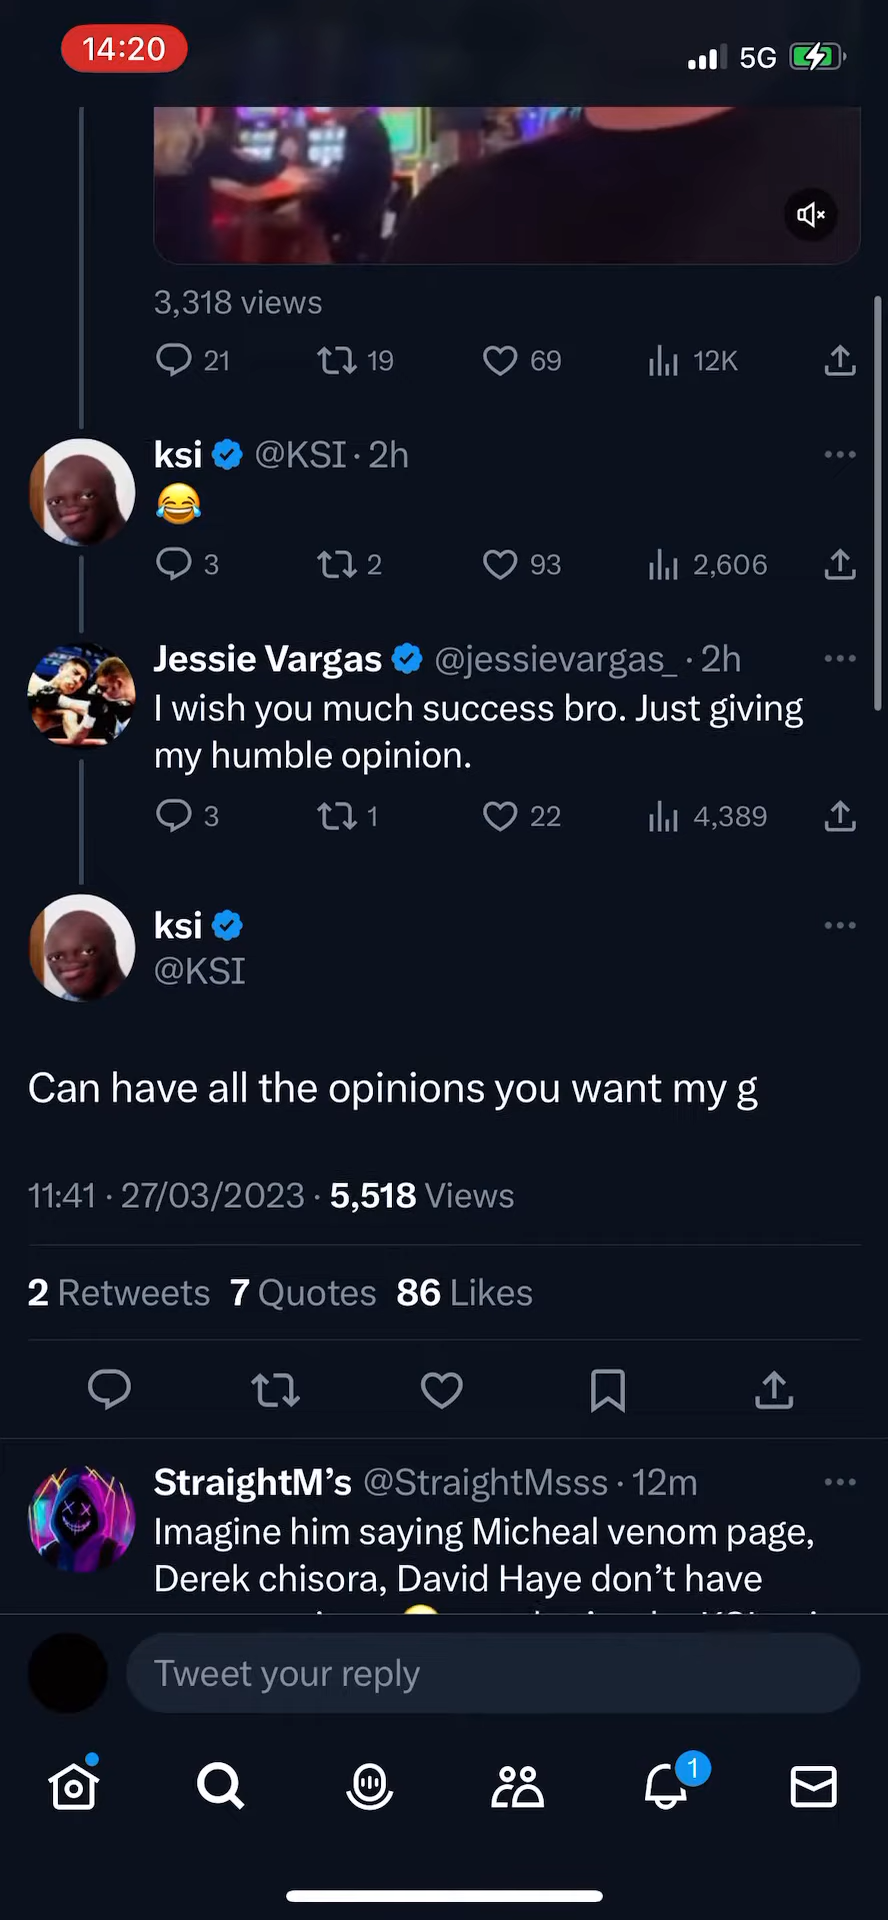 14:20
5G
3,318 views
21 19 69 12K
ksi @KSI · 2h
😂
3 2 93 2,606
Jessie Vargas @jessievargas_ · 2h
I wish you much success bro. Just giving
my humble opinion.
3 1 22 4,389
ksi
@KSI
Can have all the opinions you want my g
11:41 · 27/03/2023 · 5,518 Views
2 Retweets 7 Quotes 86 Likes
StraightM’s @StraightMsss · 12m
Imagine him saying Micheal venom page,
Derek chisora, David Haye don’t have
Tweet your reply
1